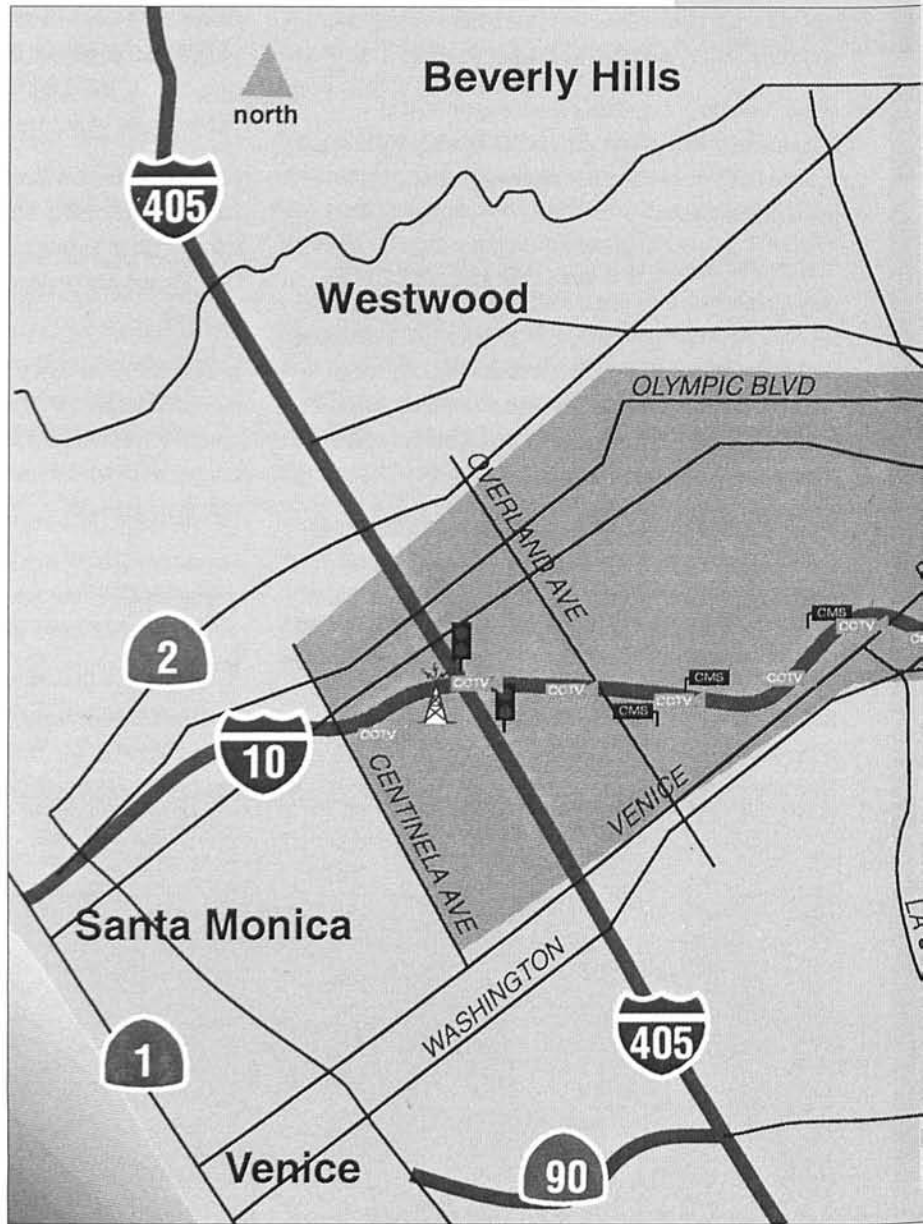 Beverly Hills
north
405
Westwood
OLYMPIC BLVD
OVERLAND AVE
2
CMS
CCTV
CCTV
CMS
CCTV
CCTV
CCTV
CMS
10
CCTV
CENTINELA AVE
VENICE
Santa Monica
WASHINGTON
LA
1
405
Venice
90